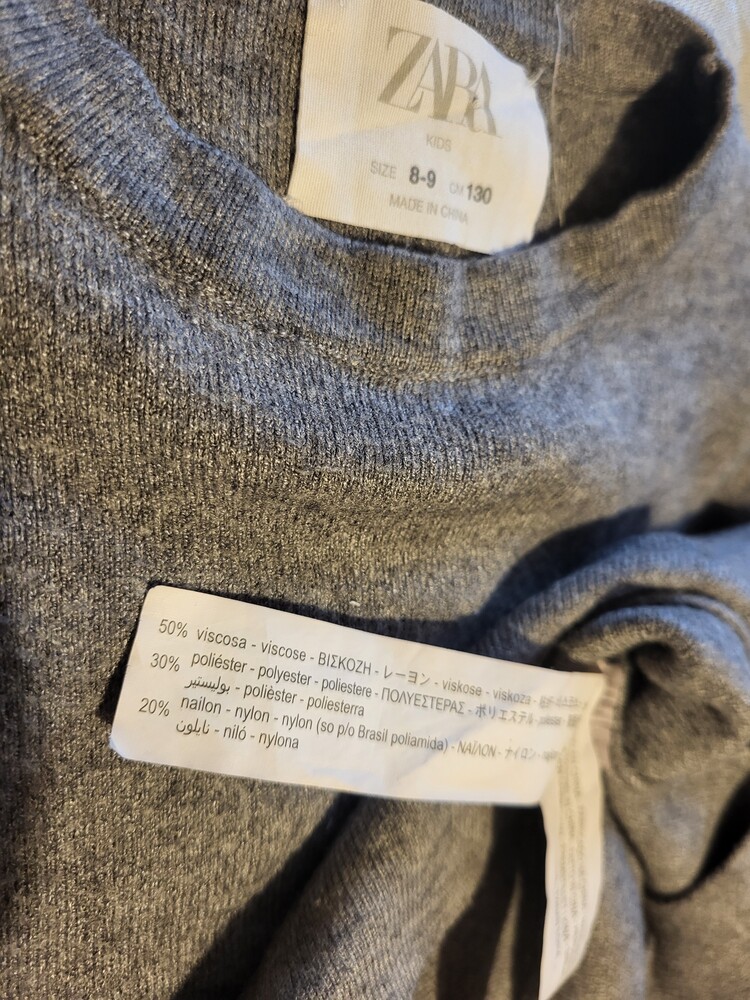 ZARA
KIDS
SIZE 8-9 CM 130
MADE IN CHINA
50% viscosa - viscose - ΒΙΣΚΟΖΗ - レーヨン - viskose - viskoza -
30% poliéster - polyester - poliestere - ΠΟΛΥΕΣΤΕΡΑΣ - ポリエステル -
بوليستير - polièster - poliesterra
20% nailon - nylon - nylon (so p/o Brasil poliamida) - ΝΑΪΛΟΝ - ナイロン -
نايلون - niló - nylona